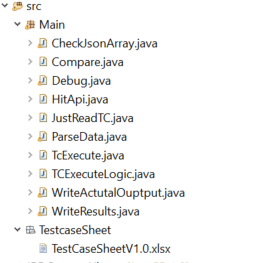 src
Main
CheckJsonArray.java
Compare.java
Debug.java
HitApi.java
JustReadTC.java
ParseData.java
TcExecute.java
TCExecuteLogic.java
WriteActutalOuptput.java
WriteResults.java
TestcaseSheet
TestCaseSheetV1.0.xlsx